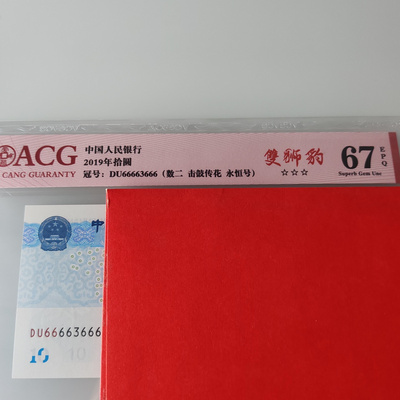 ACG
CANG GUARANTY
中国人民银行
2019年拾圆
冠号：DU66663666（数二 击鼓传花 永恒号）
雙獅豹
☆☆☆
67
EPQ
Superb Gem Unc
中
DU66663666
10 10